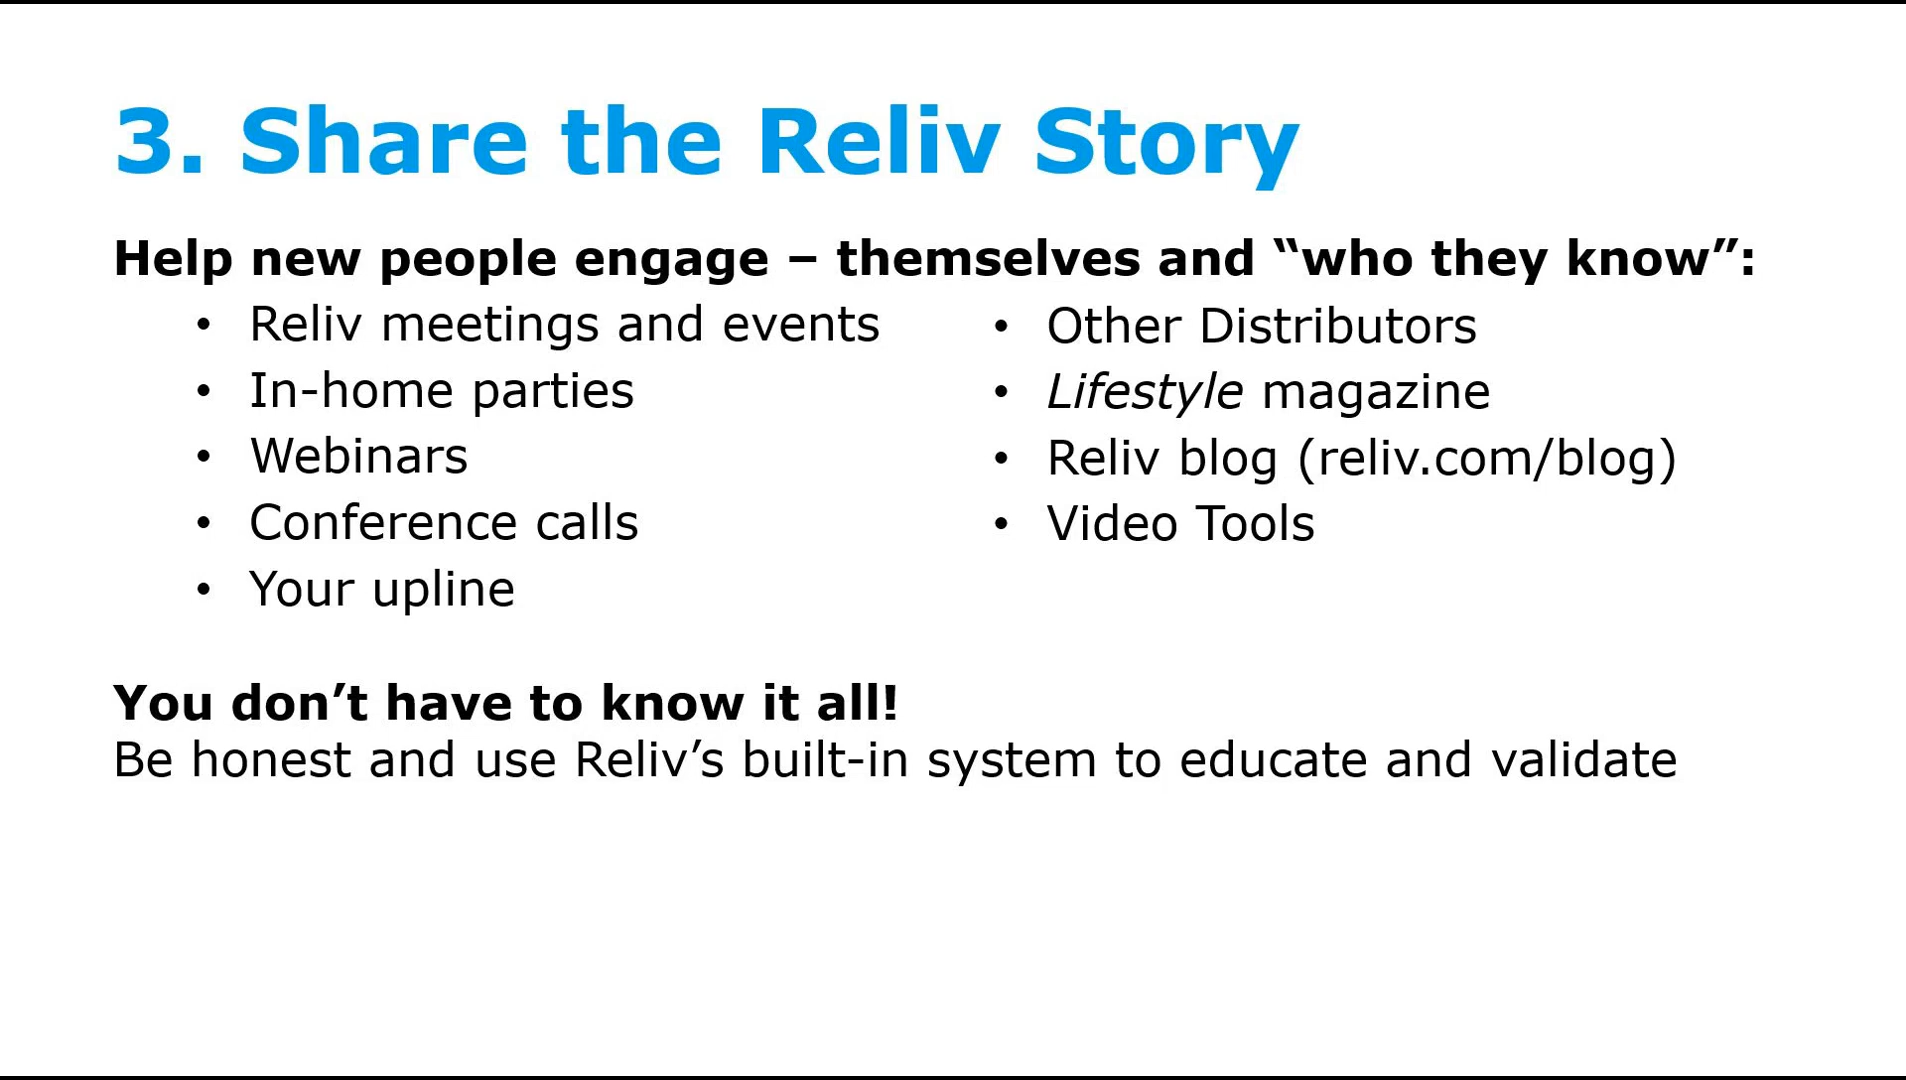 3. Share the Reliv Story
Help new people engage – themselves and “who they know”:
• Reliv meetings and events
• In-home parties
• Webinars
• Conference calls
• Your upline
• Other Distributors
• Lifestyle magazine
• Reliv blog (reliv.com/blog)
• Video Tools
You don’t have to know it all!
Be honest and use Reliv’s built-in system to educate and validate